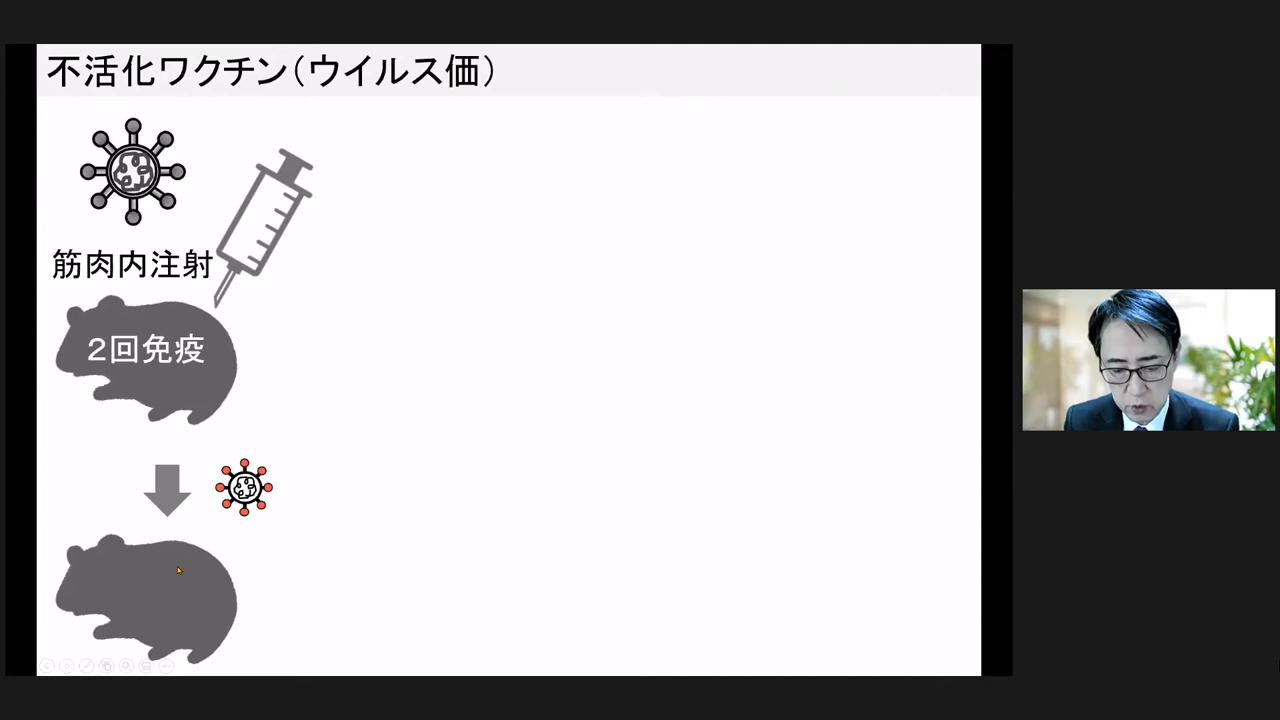 不活化ワクチン（ウイルス価）
筋肉内注射
２回免疫